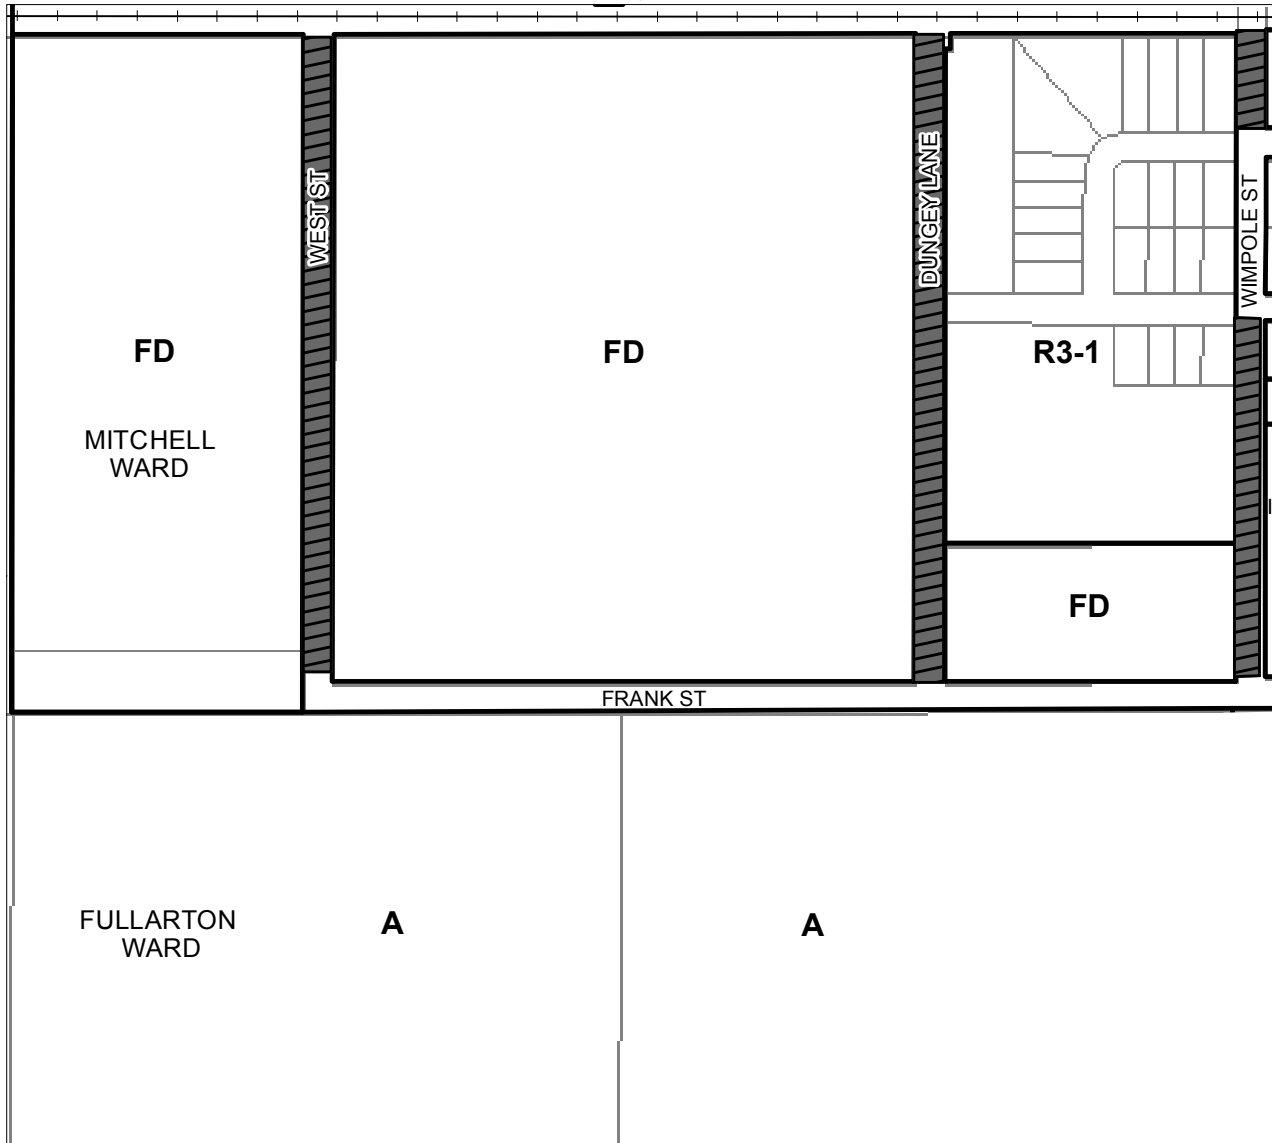 WEST ST
DUNGEY LANE
WIMPOLE ST
FD
FD
R3-1
MITCHELL
WARD
FD
FRANK ST
FULLARTON
WARD
A
A